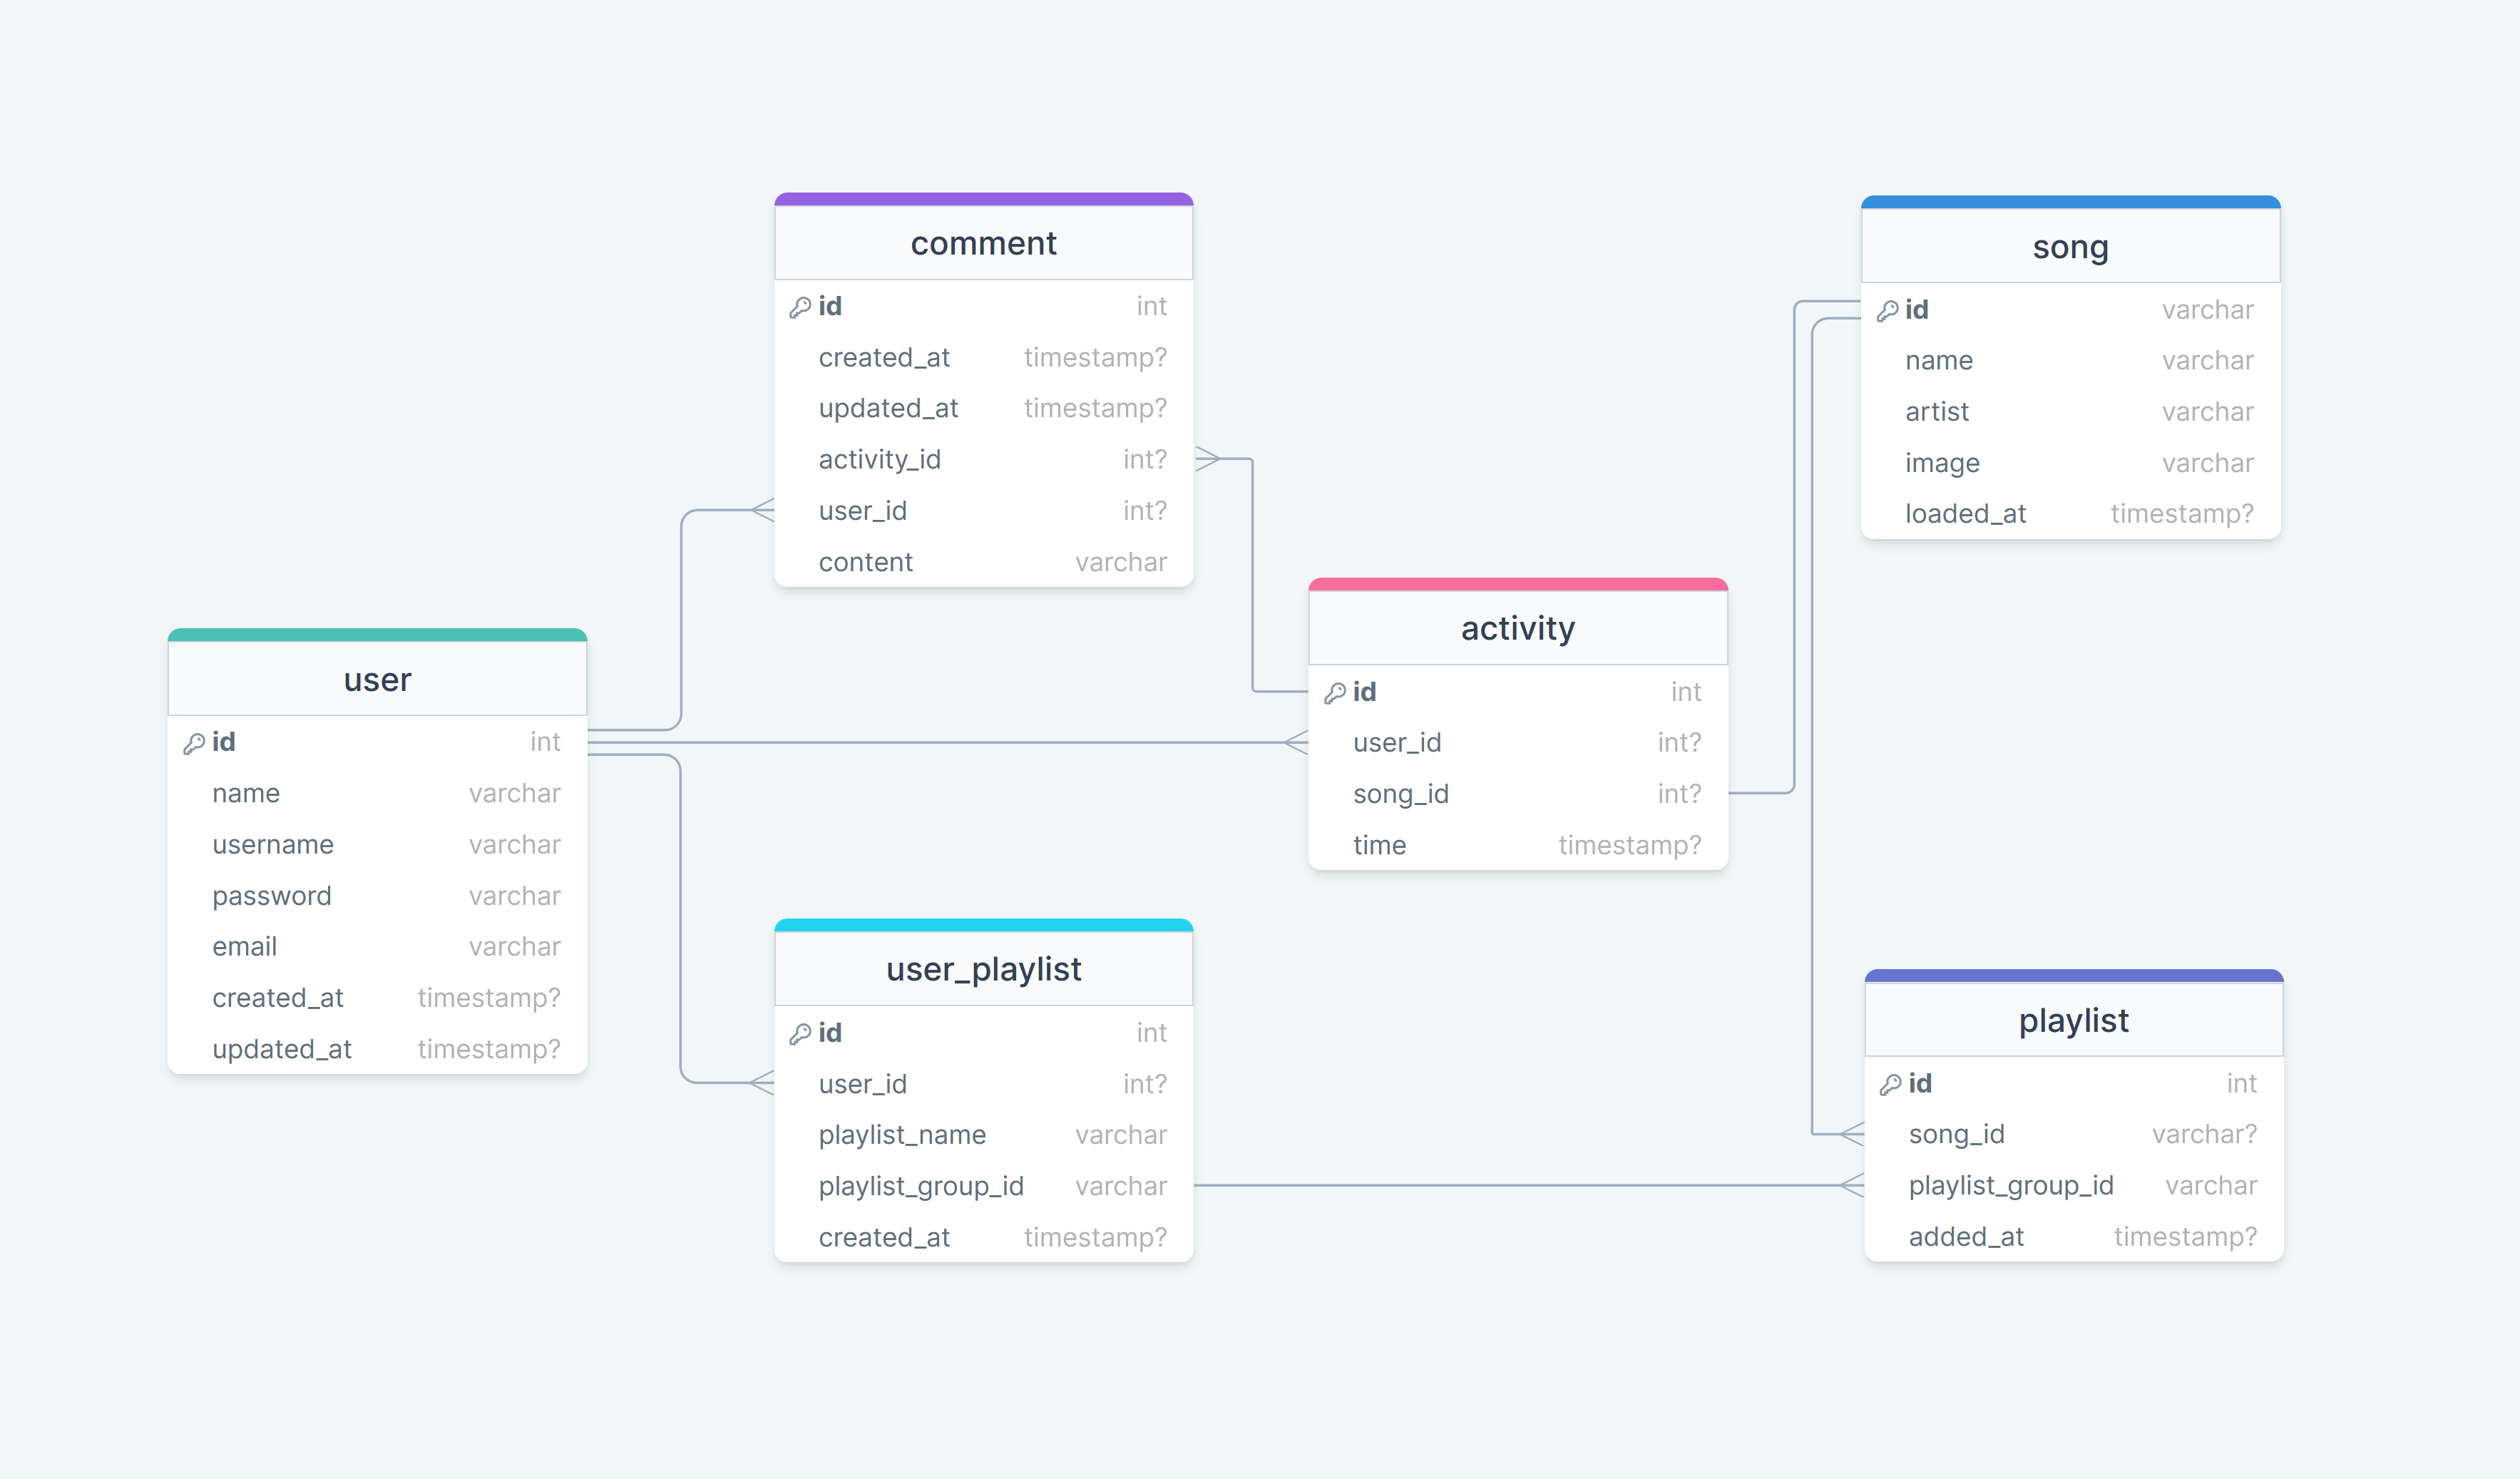 comment
id int
created_at timestamp?
updated_at timestamp?
activity_id int?
user_id int?
content varchar
song
id varchar
name varchar
artist varchar
image varchar
loaded_at timestamp?
activity
id int
user_id int?
song_id int?
time timestamp?
user
id int
name varchar
username varchar
password varchar
email varchar
created_at timestamp?
updated_at timestamp?
user_playlist
id int
user_id int?
playlist_name varchar
playlist_group_id varchar
created_at timestamp?
playlist
id int
song_id varchar?
playlist_group_id varchar
added_at timestamp?